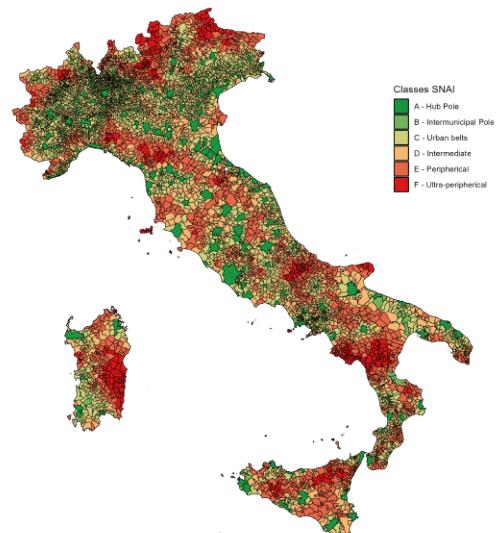 Classes SNAI
A - Hub Pole
B - Intermunicipal Pole
C - Urban belts
D - Intermediate
E - Peripherical
F - Ultra-peripherical